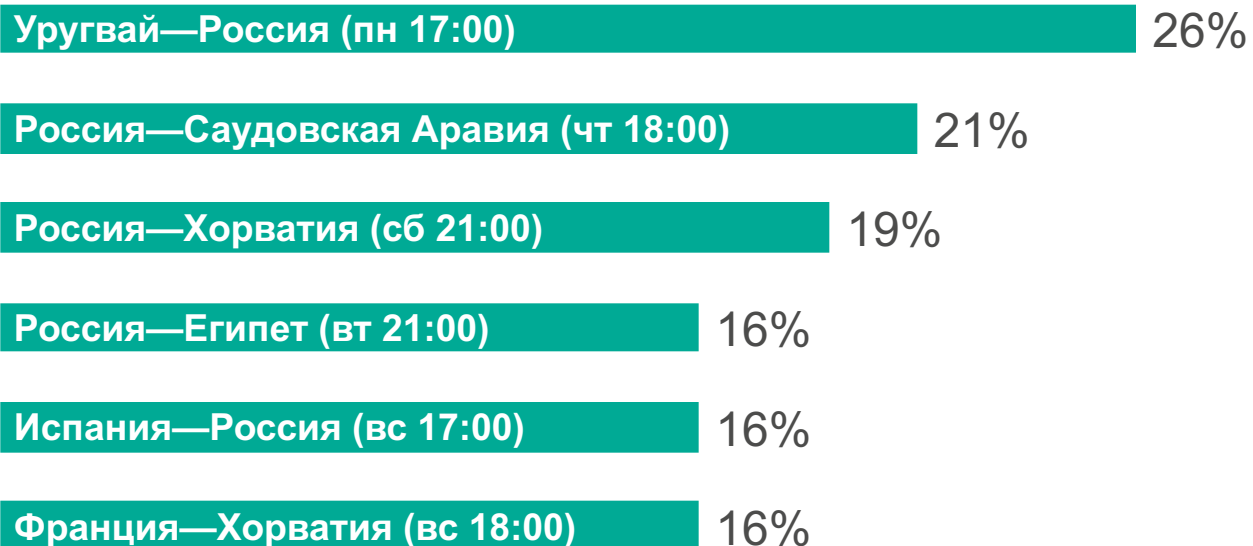 Уругвай—Россия (пн 17:00) 26%
Россия—Саудовская Аравия (чт 18:00) 21%
Россия—Хорватия (сб 21:00) 19%
Россия—Египет (вт 21:00) 16%
Испания—Россия (вс 17:00) 16%
Франция—Хорватия (вс 18:00) 16%